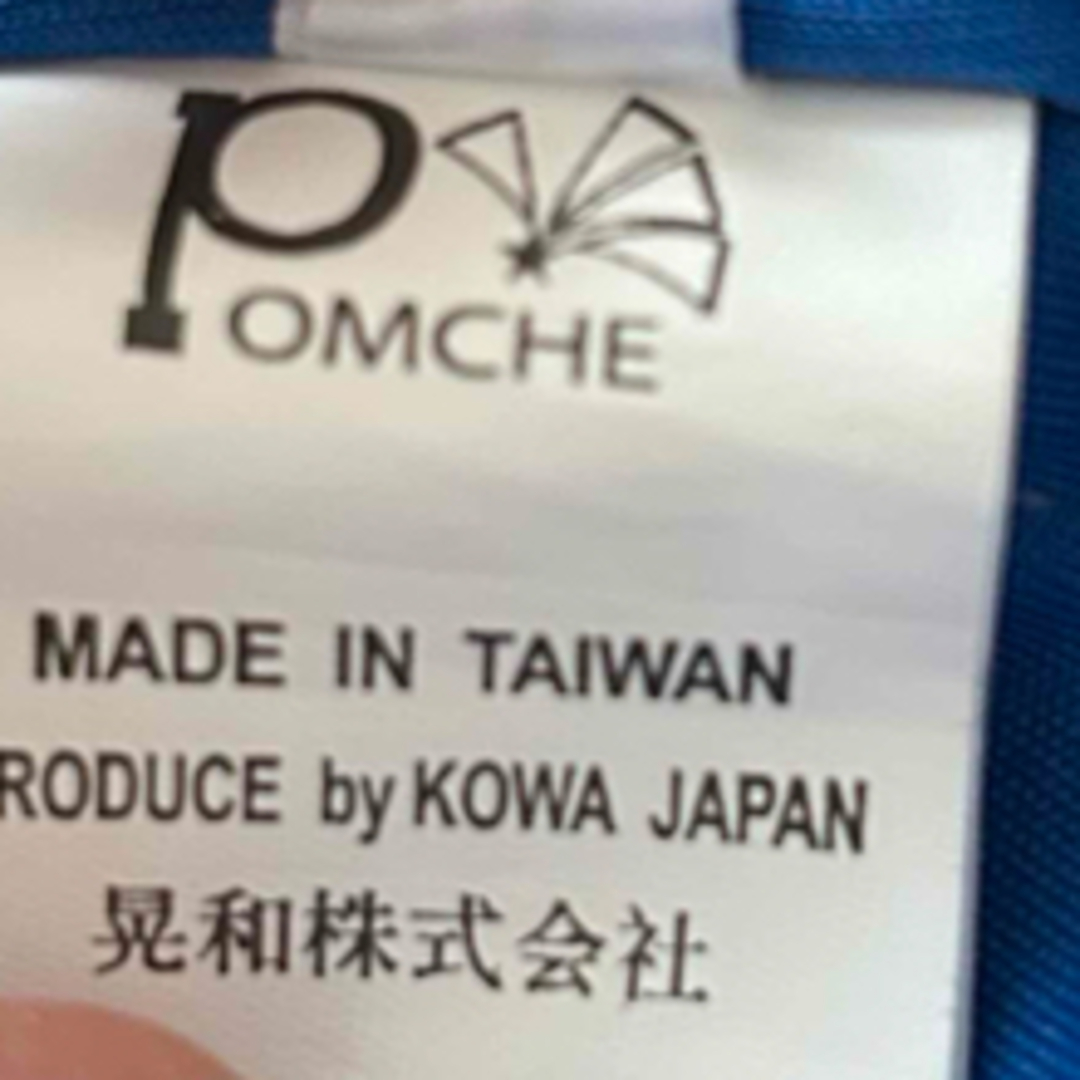 POMCHE
MADE IN TAIWAN
RODUCE by KOWA JAPAN
晃和株式会社